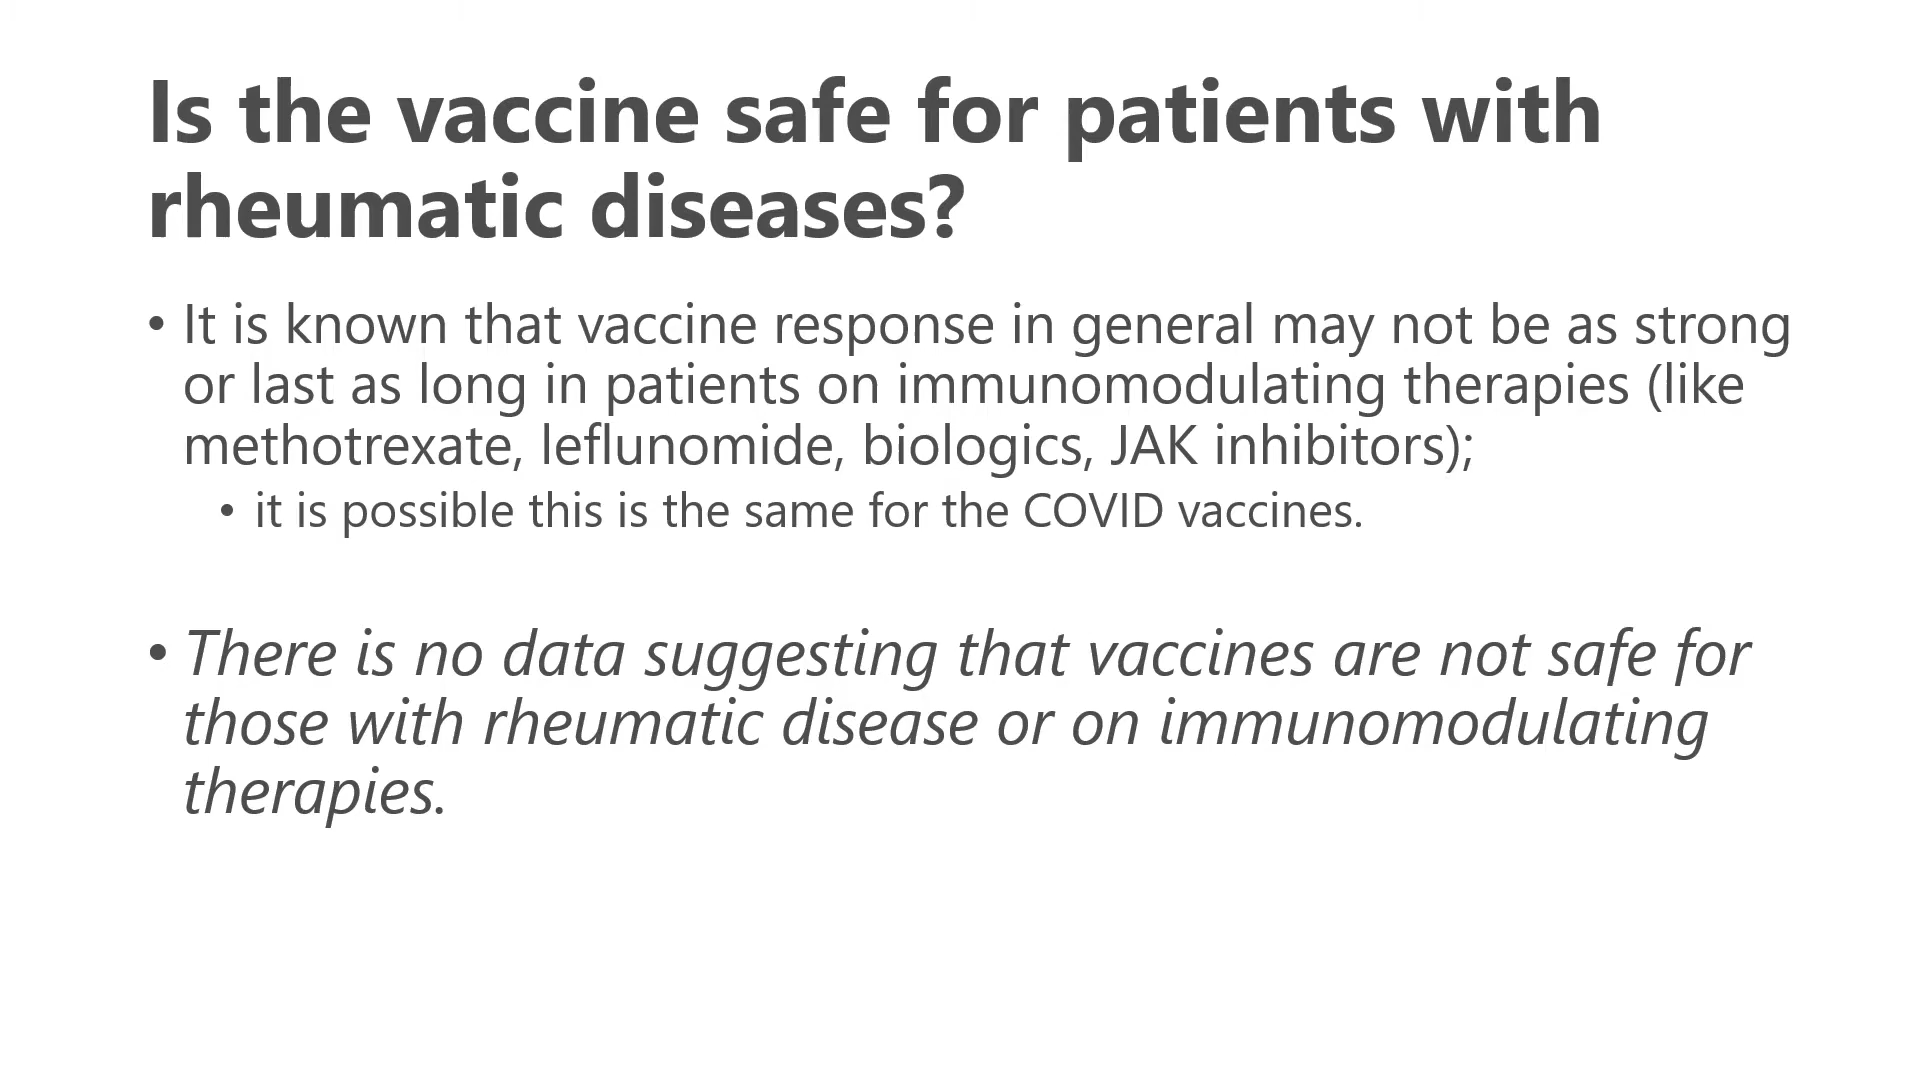 Is the vaccine safe for patients with
rheumatic diseases?
• It is known that vaccine response in general may not be as strong
or last as long in patients on immunomodulating therapies (like
methotrexate, leflunomide, biologics, JAK inhibitors);
• it is possible this is the same for the COVID vaccines.
• There is no data suggesting that vaccines are not safe for
those with rheumatic disease or on immunomodulating
therapies.